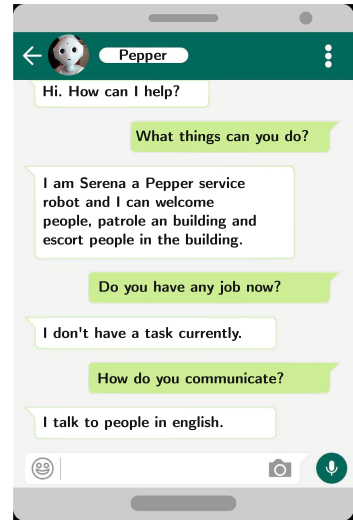 Pepper
Hi. How can I help?
What things can you do?
I am Serena a Pepper service
robot and I can welcome
people, patrole an building and
escort people in the building.
Do you have any job now?
I don't have a task currently.
How do you communicate?
I talk to people in english.